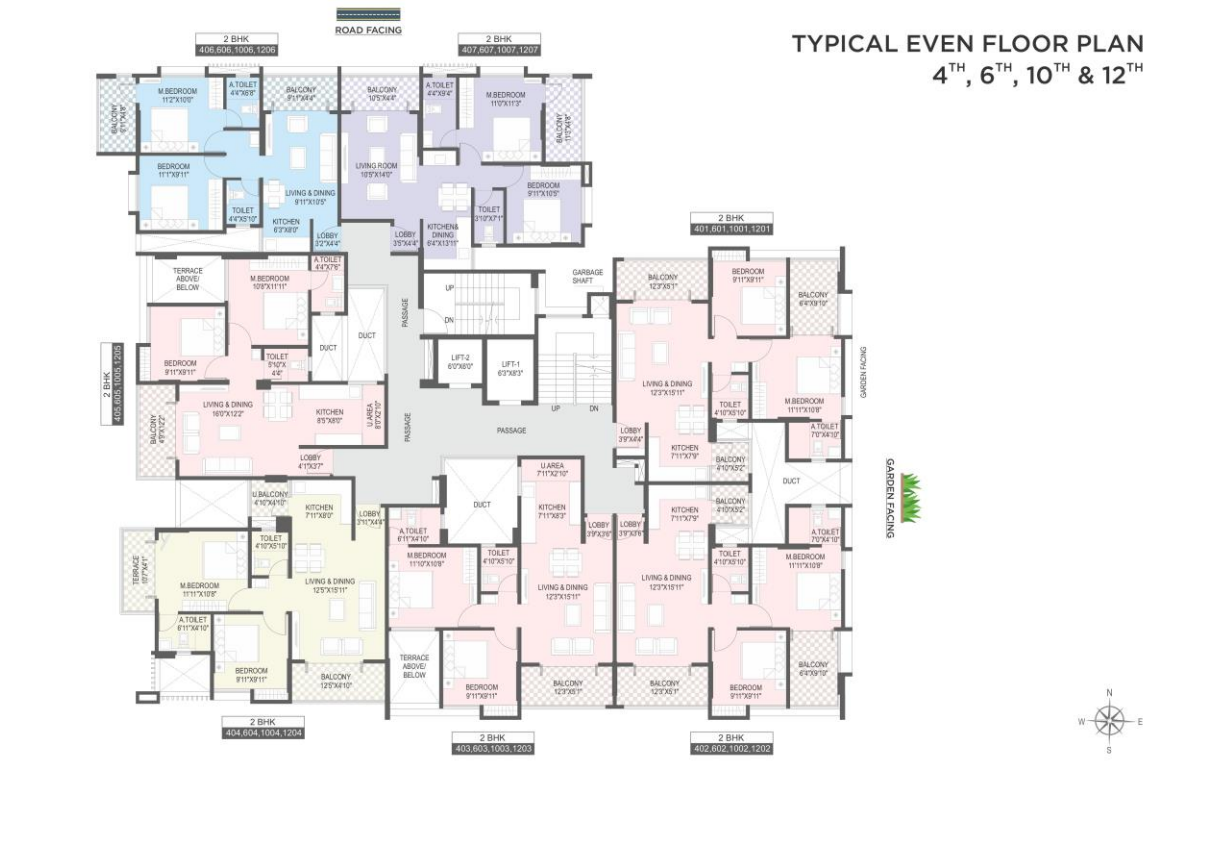 ROAD FACING
TYPICAL EVEN FLOOR PLAN
4TH, 6TH, 10TH & 12TH
2 BHK
406,606,1006,1206
2 BHK
407,607,1007,1207
BALCONY
M.BEDROOM
11'2"X10'0"
A.TOILET
4'4"X6'8"
BALCONY
9'11"X4'4"
BEDROOM
11'1"X9'11"
TOILET
4'4"X5'10"
LIVING & DINING
9'11"X10'5"
KITCHEN
6'3"X8'0"
LOBBY
3'2"X4'4"
BALCONY
10'5"X4'4"
A.TOILET
4'4"X9'4"
M.BEDROOM
11'0"X11'3"
BALCONY
LIVING ROOM
10'5"X14'0"
BEDROOM
9'11"X10'5"
TOILET
3'10"X7'1"
KITCHEN&
DINING
6'4"X13'11"
LOBBY
3'5"X4'4"
2 BHK
401,601,1001,1201
TERRACE
ABOVE/
BELOW
M.BEDROOM
10'8"X11'11"
A.TOILET
4'4"X7'6"
BEDROOM
9'11"X9'11"
TOILET
5'10"X
4'4"
DUCT
DUCT
PASSAGE
UP
DN
GARBAGE
SHAFT
LIFT-2
6'0"X6'0"
LIFT-1
6'3"X8'3"
UP
DN
2 BHK
405,605,1005,1205
BALCONY
4'9"X12'2"
LIVING & DINING
16'0"X12'2"
KITCHEN
8'5"X8'0"
U.AREA
8'0"X2'10"
LOBBY
4'1"X3'7"
PASSAGE
PASSAGE
BALCONY
12'3"X5'1"
BEDROOM
9'11"X9'11"
BALCONY
6'4"X9'10"
GARDEN FACING
LIVING & DINING
12'3"X15'11"
TOILET
4'10"X5'10"
M.BEDROOM
11'11"X10'9"
A.TOILET
7'0"X4'10"
LOBBY
3'9"X4'4"
KITCHEN
7'11"X7'9"
BALCONY
4'10"X5'2"
DUCT
GARDEN FACING
U.BALCONY
4'10"X4'10"
KITCHEN
7'11"X8'0"
LOBBY
3'11"X4'4"
TERRACE
10'7"X4'1"
TOILET
4'10"X5'10"
M.BEDROOM
11'11"X10'8"
LIVING & DINING
12'5"X15'11"
A.TOILET
6'11"X4'10"
BEDROOM
9'11"X9'11"
BALCONY
12'5"X4'10"
2 BHK
404,604,1004,1204
DUCT
U.AREA
7'11"X2'10"
KITCHEN
7'11"X8'3"
A.TOILET
6'11"X4'10"
M.BEDROOM
11'10"X10'9"
TOILET
4'10"X5'10"
LOBBY
3'9"X3'6"
LIVING & DINING
12'3"X15'11"
TERRACE
ABOVE/
BELOW
BEDROOM
9'11"X9'11"
BALCONY
12'3"X5'1"
2 BHK
403,603,1003,1203
LOBBY
3'9"X3'6"
KITCHEN
7'11"X7'9"
BALCONY
4'10"X5'2"
A.TOILET
7'0"X4'10"
TOILET
4'10"X5'10"
M.BEDROOM
11'11"X10'9"
LIVING & DINING
12'3"X15'11"
BALCONY
12'3"X5'1"
BEDROOM
9'11"X9'11"
BALCONY
6'4"X9'10"
2 BHK
402,602,1002,1202
N
W
E
S